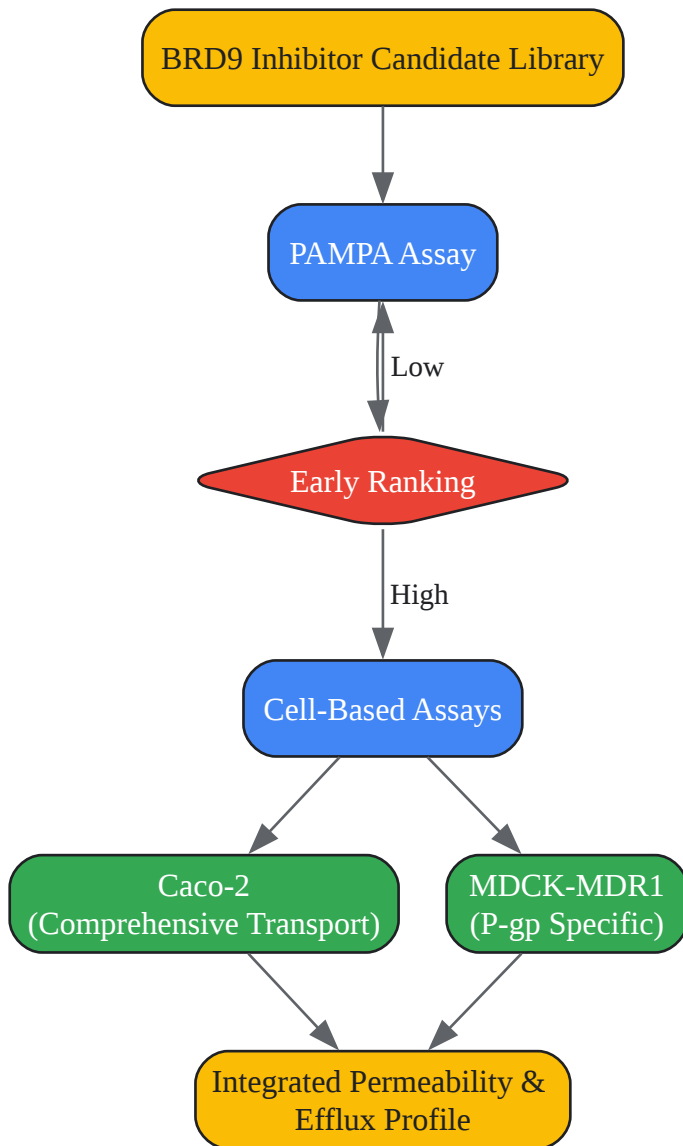 BRD9 Inhibitor Candidate Library
PAMPA Assay
Low
Early Ranking
High
Cell-Based Assays
Caco-2
(Comprehensive Transport)
MDCK-MDR1
(P-gp Specific)
Integrated Permeability &
Efflux Profile